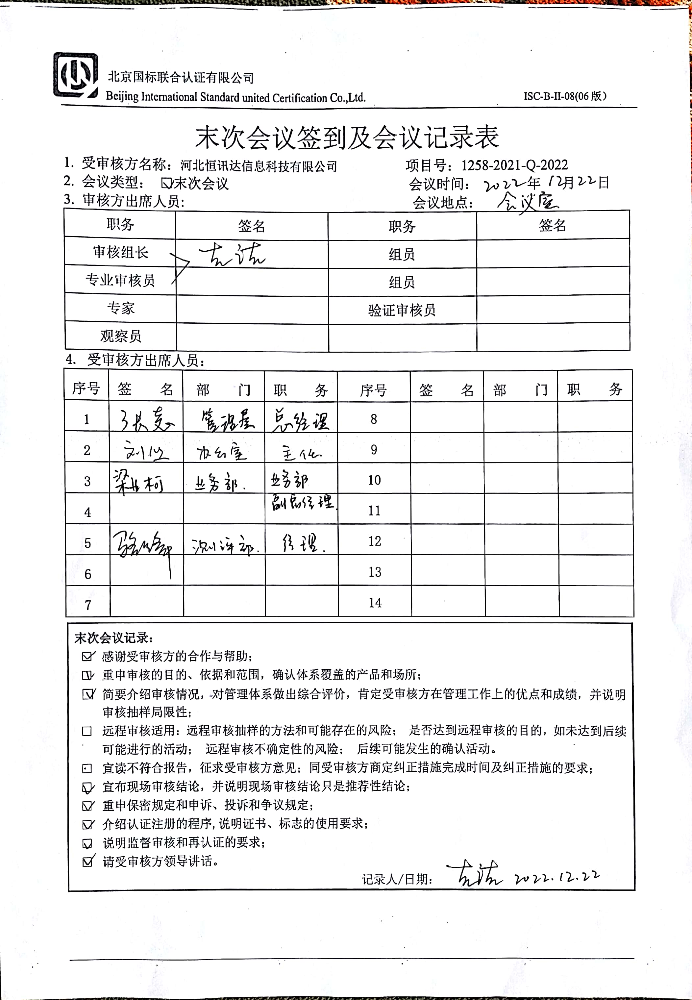 北京国标联合认证有限公司
Beijing International Standard united Certification Co.,Ltd.
ISC-B-II-08(06 版)
末次会议签到及会议记录表
1. 受审核方名称：河北恒讯达信息科技有限公司 项目号：1258-2021-Q-2022
2. 会议类型： ☑末次会议 会议时间： 2022年 12月22日
3. 审核方出席人员: 会议地点： 会议室
职务 签名 职务 签名
审核组长 组员
专业审核员 组员
专家 验证审核员
观察员
4. 受审核方出席人员：
序号 签 名 部 门 职 务 序号 签 名 部 门 职 务
1 管理层 总经理 8
2 办公室 主任 9
3 业务部. 业务部 10
4 副总经理. 11
5 测评部. 经理. 12
6 13
7 14
末次会议记录：
☑ 感谢受审核方的合作与帮助；
☑ 重申审核的目的、依据和范围，确认体系覆盖的产品和场所；
☑ 简要介绍审核情况，对管理体系做出综合评价，肯定受审核方在管理工作上的优点和成绩，并说明
审核抽样局限性；
□ 远程审核适用：远程审核抽样的方法和可能存在的风险； 是否达到远程审核的目的，如未达到后续
可能进行的活动； 远程审核不确定性的风险； 后续可能发生的确认活动。
□ 宣读不符合报告，征求受审核方意见；同受审核方商定纠正措施完成时间及纠正措施的要求；
☑ 宣布现场审核结论，并说明现场审核结论只是推荐性结论；
☑ 重申保密规定和申诉、投诉和争议规定；
☑ 介绍认证注册的程序,说明证书、标志的使用要求；
☑ 说明监督审核和再认证的要求；
☑ 请受审核方领导讲话。
记录人/日期： 2022.12.22